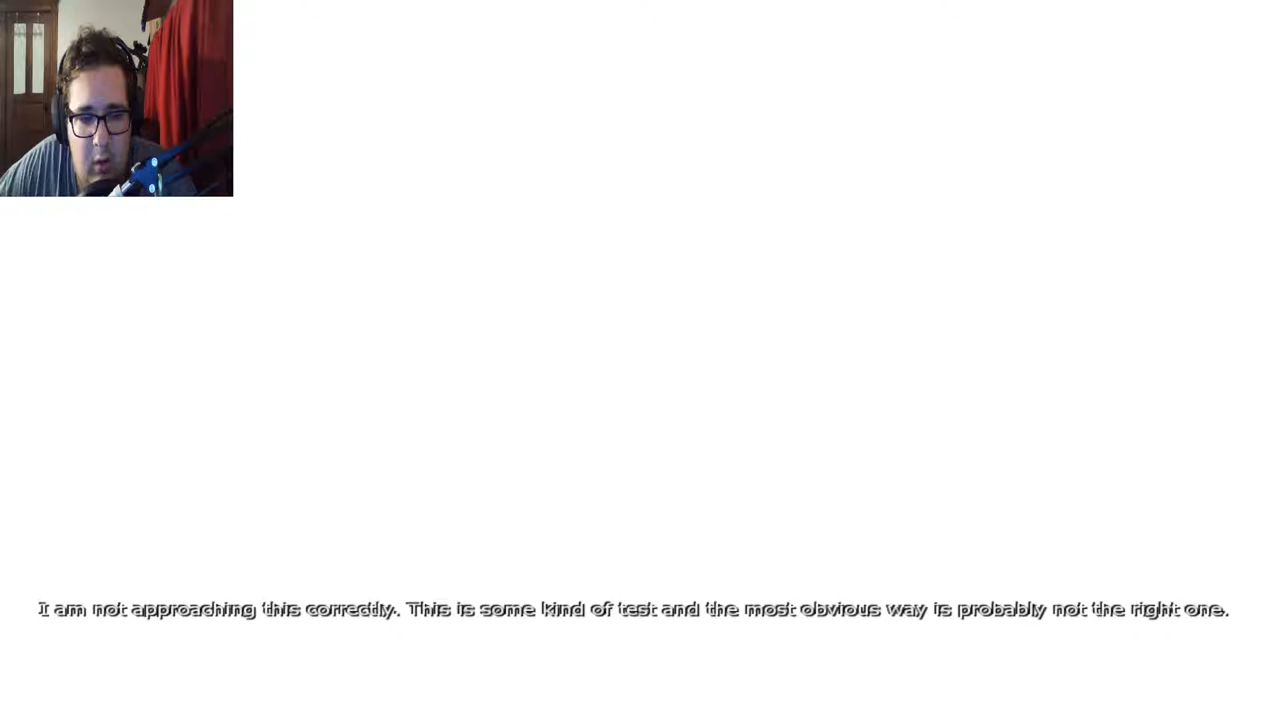 I am not approaching this correctly. This is some kind of test and the most obvious way is probably not the right one.